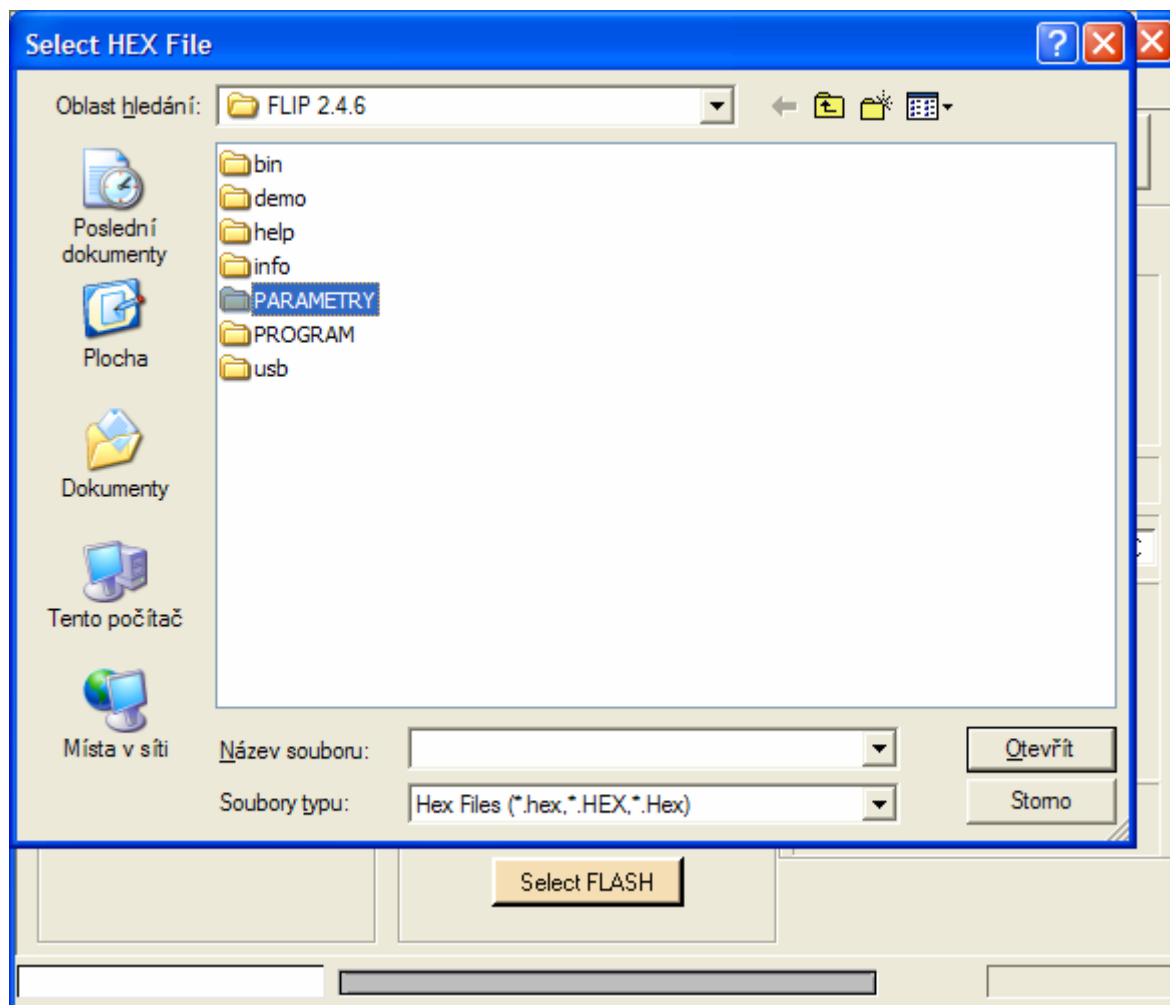 Select HEX File
Oblast hledání:
FLIP 2.4.6
bin
demo
help
info
PARAMETRY
PROGRAM
usb
Poslední
dokumenty
Plocha
Dokumenty
Tento počítač
Místa v síti
Název souboru:
Otevřít
Soubory typu:
Hex Files (*.hex,*.HEX,*.Hex)
Storno
Select FLASH